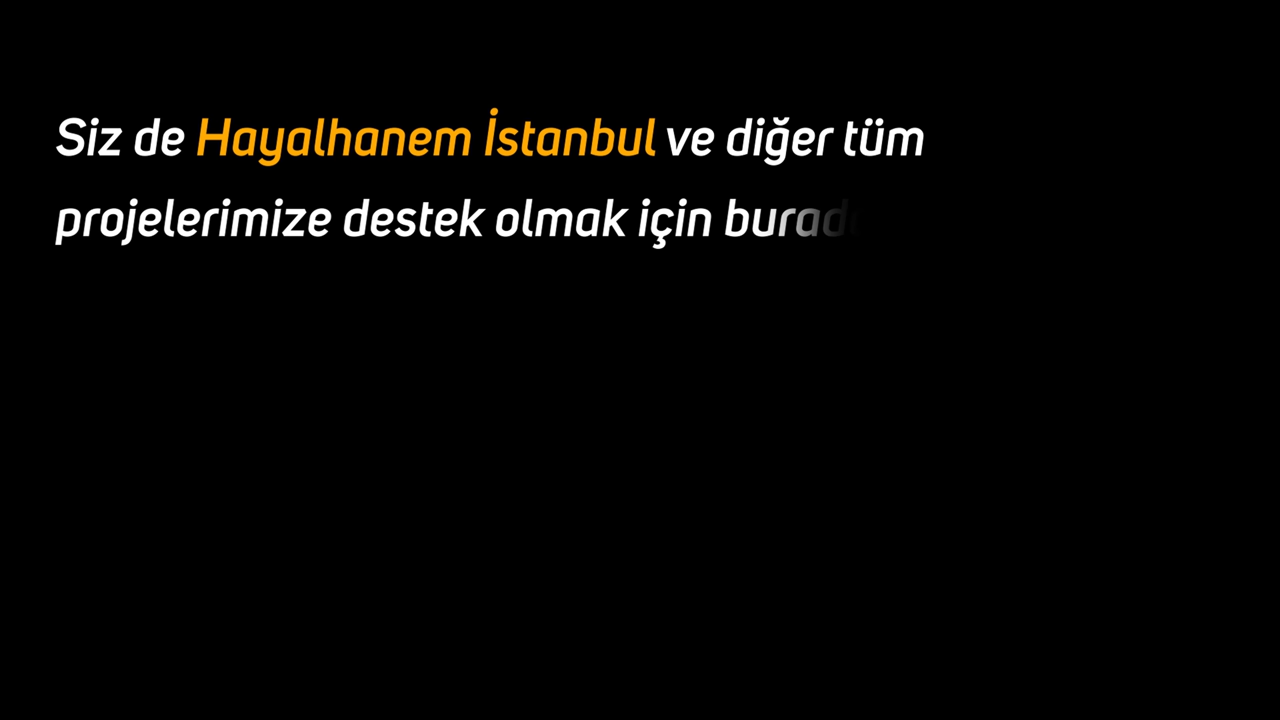 Siz de Hayalhanem İstanbul ve diğer tüm
projelerimize destek olmak için